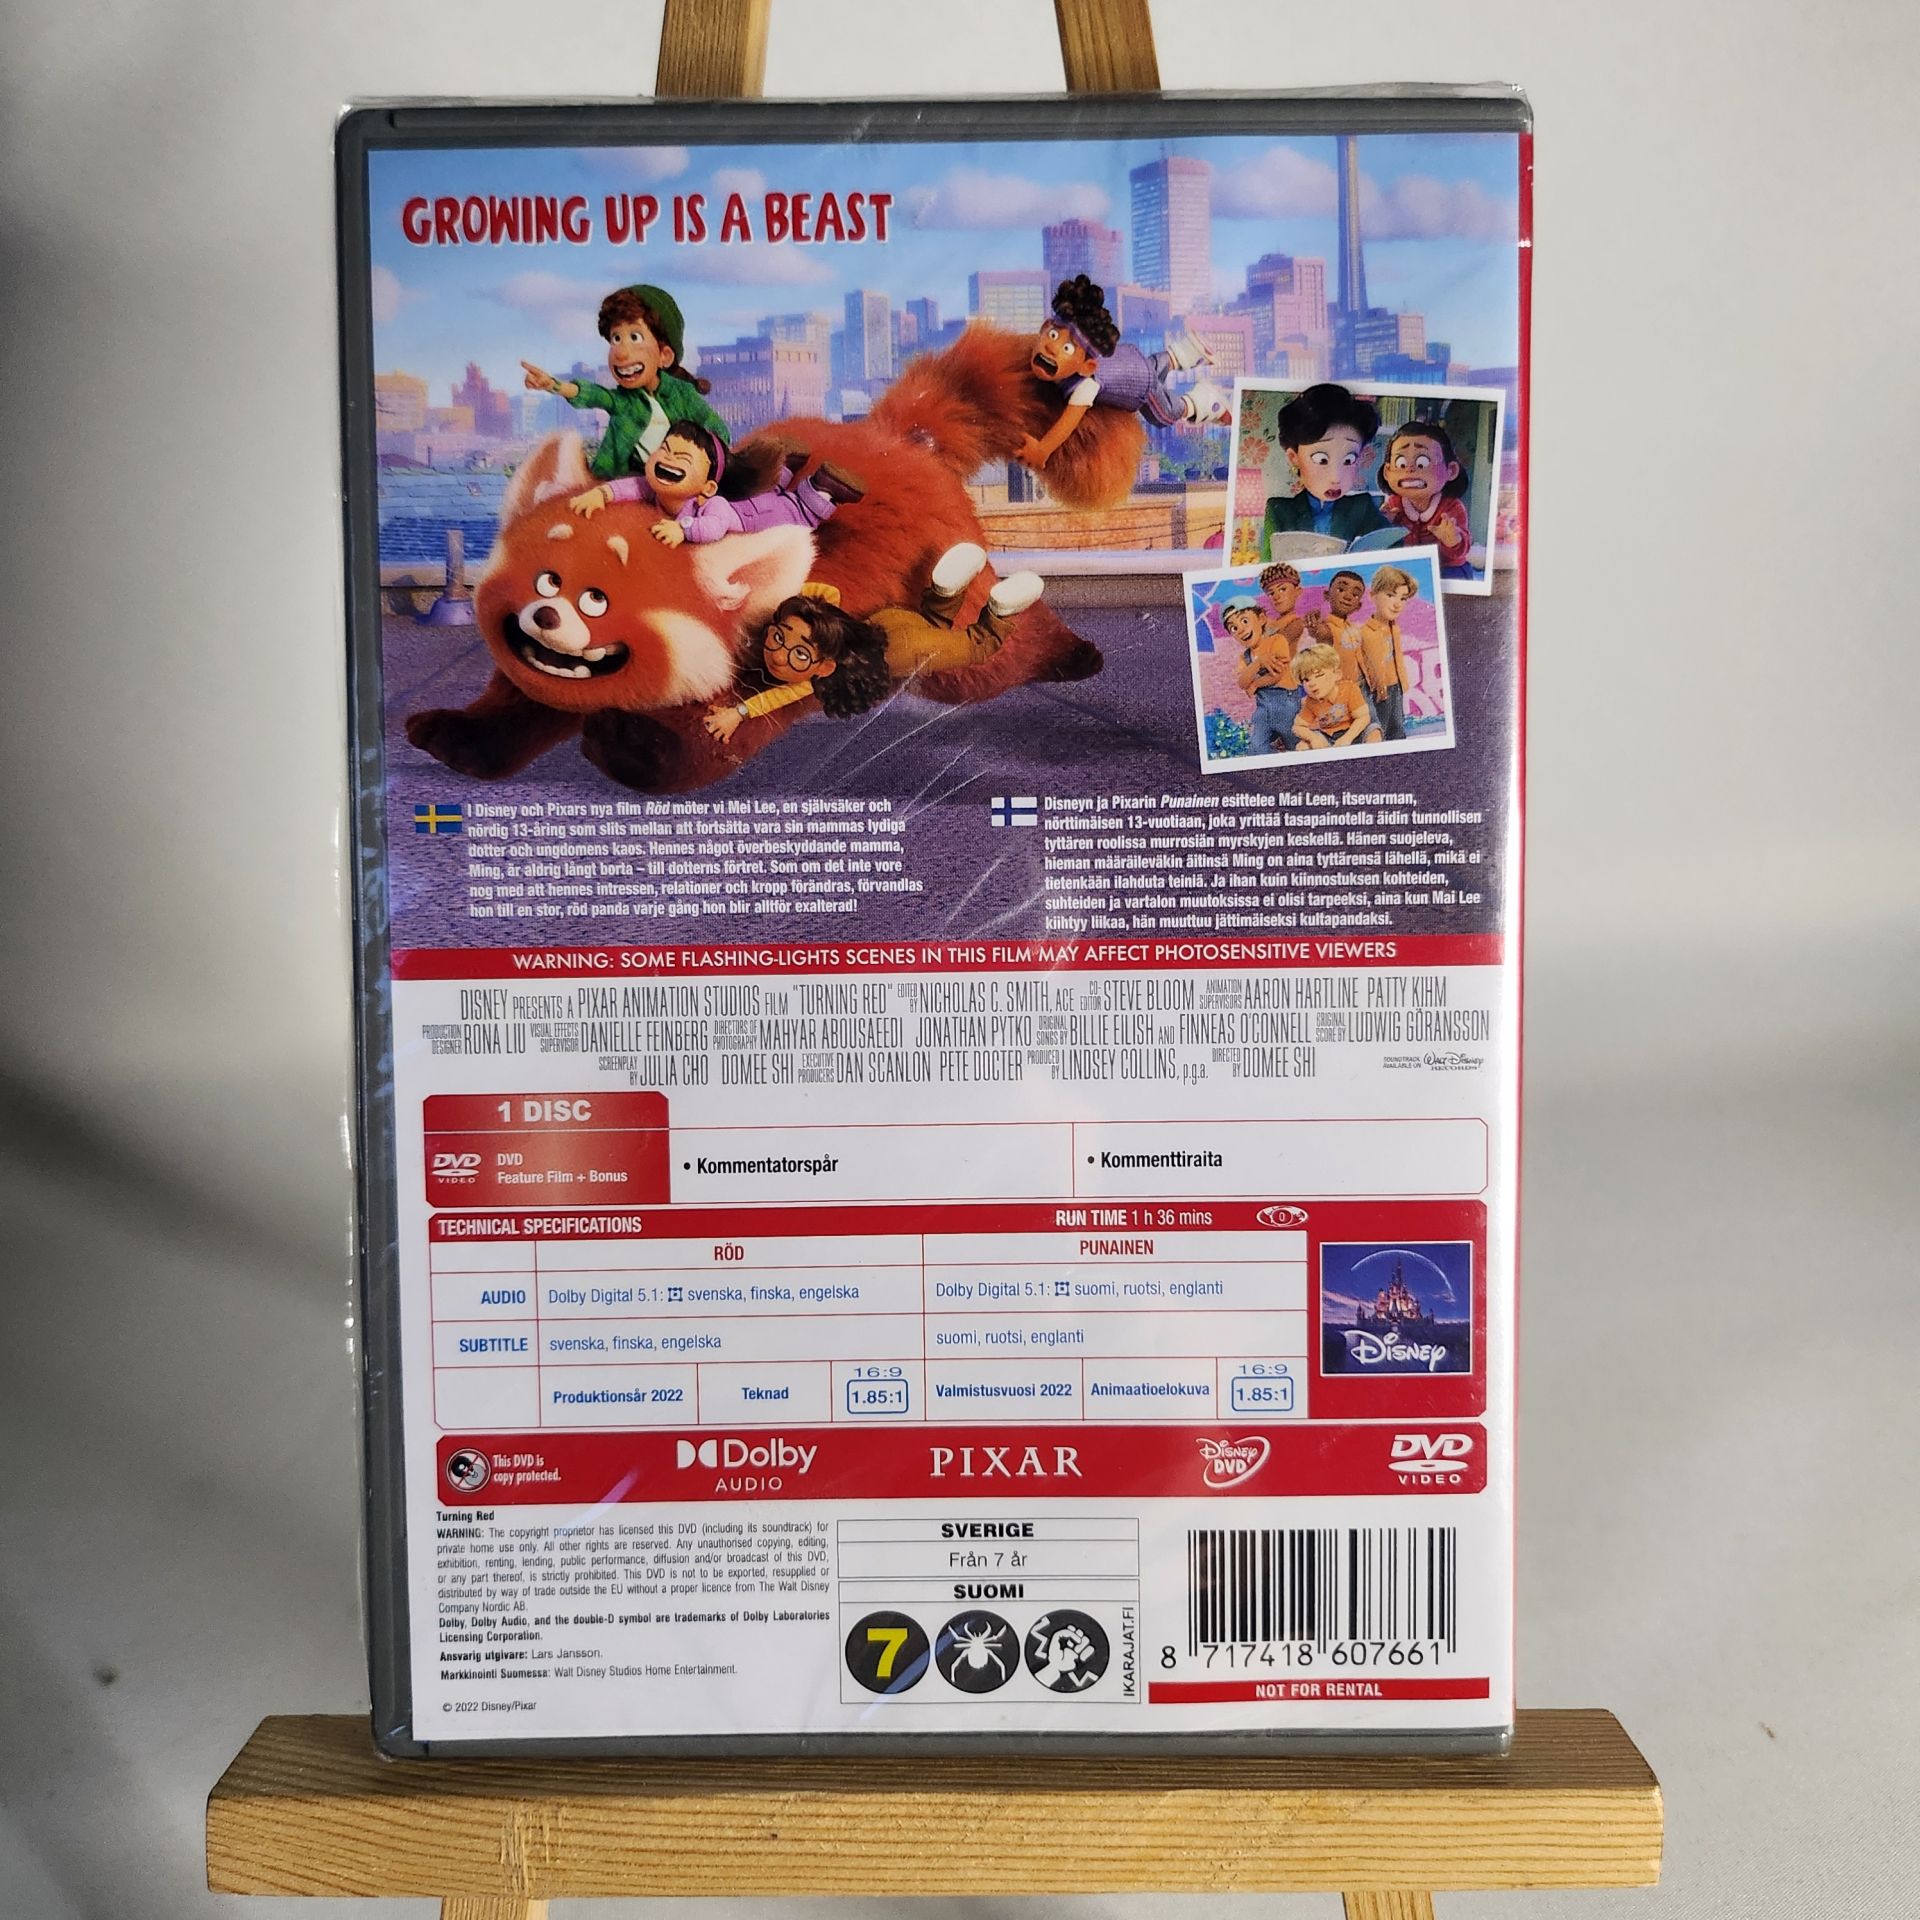 GROWING UP IS A BEAST
I Disney och Pixars nya film Röd möter vi Mei Lee, en självsäker och
nördig 13-åring som slits mellan att fortsätta vara sin mammas lydiga
dotter och ungdomens kaos. Hennes något överbeskyddande mamma,
Ming, är aldrig långt borta – till dotterns förtret. Som om det inte vore
nog med att hennes intressen, relationer och kropp förändras, förvandlas
hon till en stor, röd panda varje gång hon blir alltför exalterad!
Disneyn ja Pixarin Punainen esittelee Mai Leen, itsevarman,
nörttimäisen 13-vuotiaan, joka yrittää tasapainotella äidin tunnollisen
tyttären roolissa murrosiän myrskyjen keskellä. Hänen suojeleva,
hieman määräileväkin äitinsä Ming on aina tyttärensä lähellä, mikä ei
tietenkään ilahduta teiniä. Ja ihan kuin kiinnostuksen kohteiden,
suhteiden ja vartalon muutoksissa ei olisi tarpeeksi, aina kun Mai Lee
kiihtyy liikaa, hän muuttuu jättimäiseksi kultapandaksi.
WARNING: SOME FLASHING-LIGHTS SCENES IN THIS FILM MAY AFFECT PHOTOSENSITIVE VIEWERS
DISNEY PRESENTS A PIXAR ANIMATION STUDIOS FILM "TURNING RED" EDITED BY NICHOLAS C. SMITH, ACE CO-EDITOR STEVE BLOOM ANIMATION SUPERVISORS AARON HARTLINE PATTY KIHM
PRODUCTION DESIGNER RONA LIU VISUAL EFFECTS SUPERVISOR DANIELLE FEINBERG DIRECTORS OF PHOTOGRAPHY MAHYAR ABOUSAEEDI JONATHAN PYTKO ORIGINAL SONGS BY BILLIE EILISH AND FINNEAS O'CONNELL ORIGINAL SCORE BY LUDWIG GÖRANSSON
SCREENPLAY BY JULIA CHO DOMEE SHI EXECUTIVE PRODUCERS DAN SCANLON PETE DOCTER PRODUCED BY LINDSEY COLLINS, p.g.a. DIRECTED BY DOMEE SHI
SOUNDTRACK AVAILABLE ON WALT DISNEY RECORDS
1 DISC
DVD VIDEO
DVD
Feature Film + Bonus
• Kommentatorspår
• Kommenttiraita
TECHNICAL SPECIFICATIONS
RUN TIME 1 h 36 mins
0
RÖD
PUNAINEN
AUDIO
Dolby Digital 5.1: svenska, finska, engelska
Dolby Digital 5.1: suomi, ruotsi, englanti
SUBTITLE
svenska, finska, engelska
suomi, ruotsi, englanti
Produktionsår 2022
Teknad
16:9
1.85:1
Valmistusvuosi 2022
Animaatioelokuva
16:9
1.85:1
Disney
This DVD is
copy protected.
Dolby
AUDIO
PIXAR
Disney
DVD
DVD
VIDEO
Turning Red
WARNING: The copyright proprietor has licensed this DVD (including its soundtrack) for
private home use only. All other rights are reserved. Any unauthorised copying, editing,
exhibition, renting, lending, public performance, diffusion and/or broadcast of this DVD,
or any part thereof, is strictly prohibited. This DVD is not to be exported, resupplied or
distributed by way of trade outside the EU without a proper licence from The Walt Disney
Company Nordic AB.
Dolby, Dolby Audio, and the double-D symbol are trademarks of Dolby Laboratories
Licensing Corporation.
Ansvarig utgivare: Lars Jansson.
Markkinointi Suomessa: Walt Disney Studios Home Entertainment.
© 2022 Disney/Pixar
SVERIGE
Från 7 år
SUOMI
7
IKARAJAT.FI
8 717418 607661
NOT FOR RENTAL